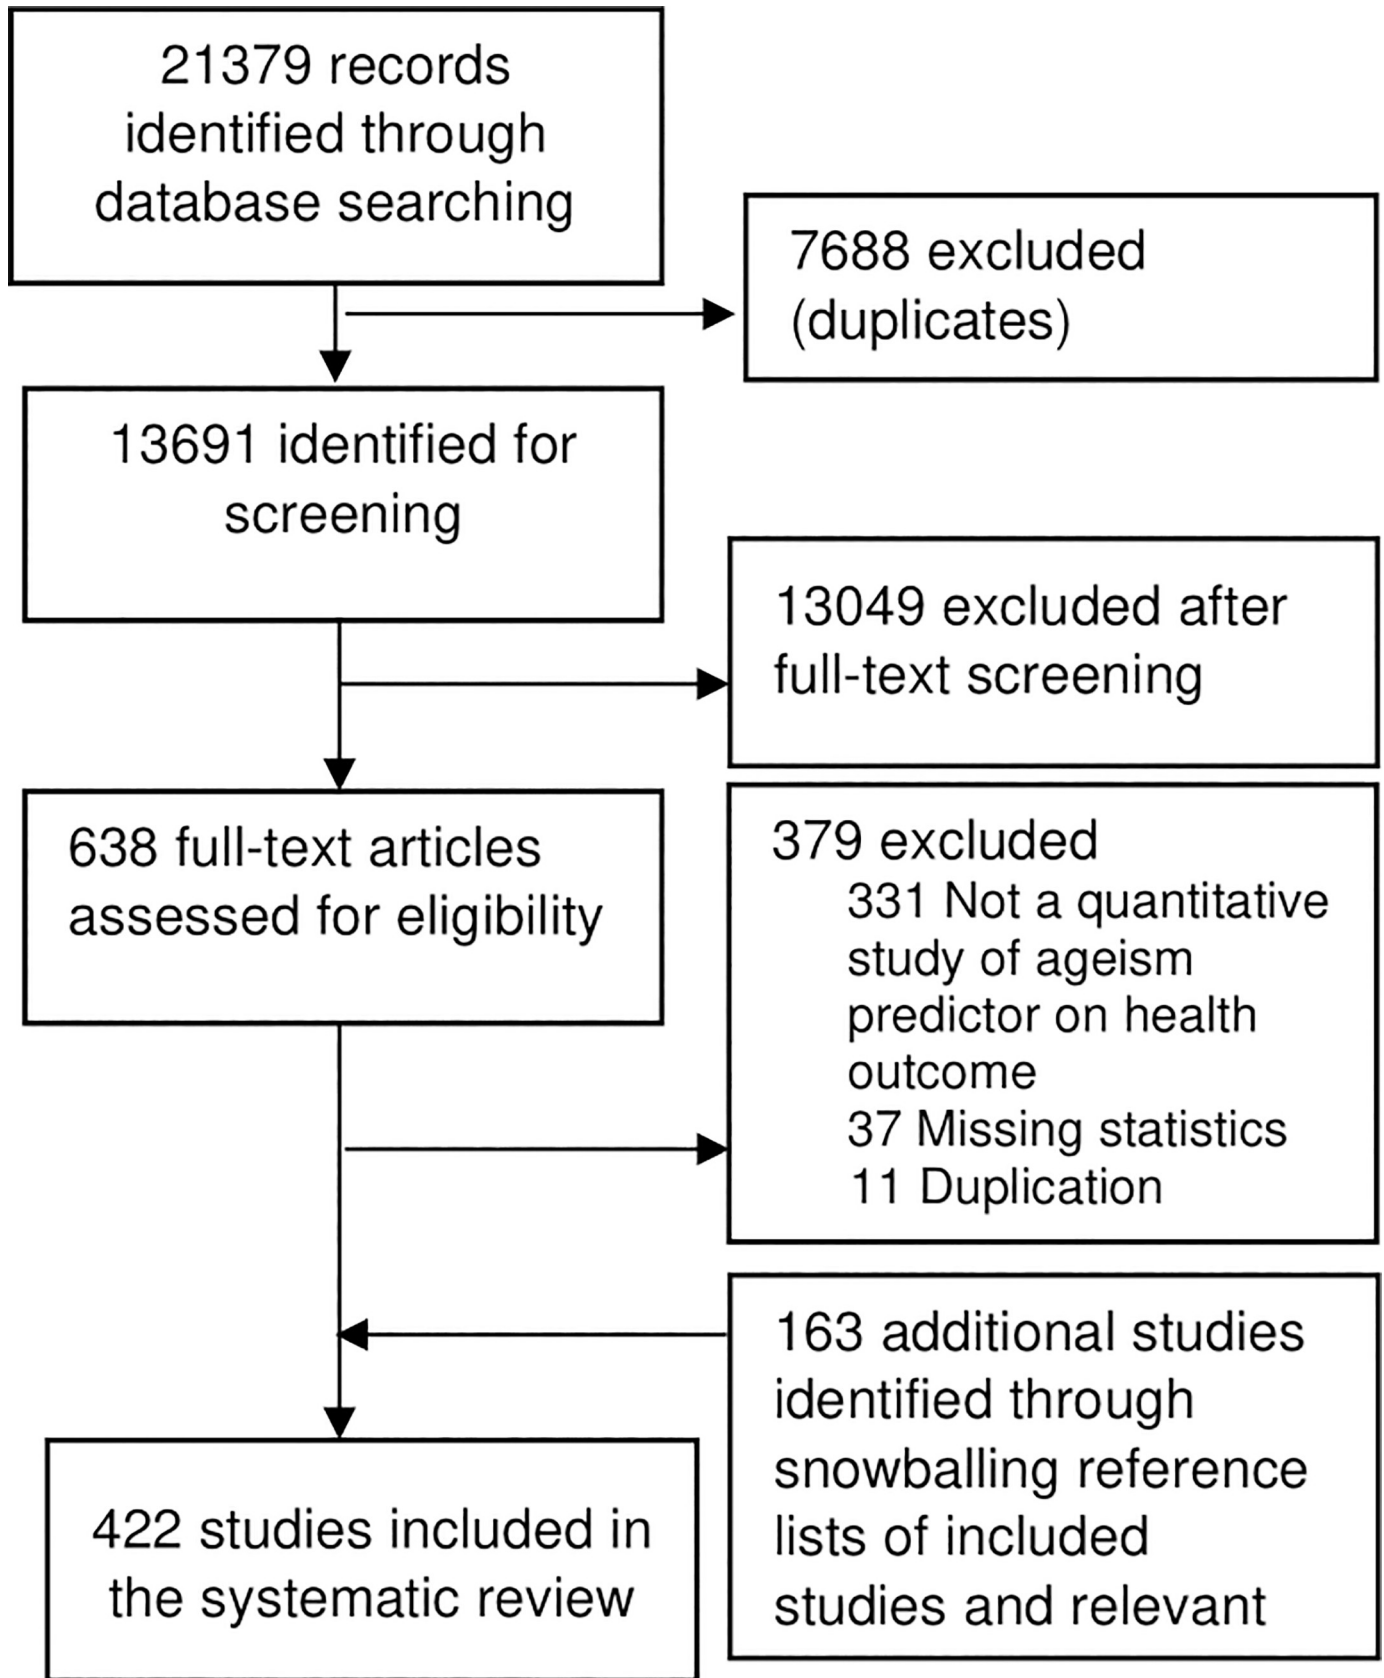 21379 records
identified through
database searching
7688 excluded
(duplicates)
13691 identified for
screening
13049 excluded after
full-text screening
638 full-text articles
assessed for eligibility
379 excluded
331 Not a quantitative
study of ageism
predictor on health
outcome
37 Missing statistics
11 Duplication
163 additional studies
identified through
snowballing reference
lists of included
studies and relevant
422 studies included in
the systematic review